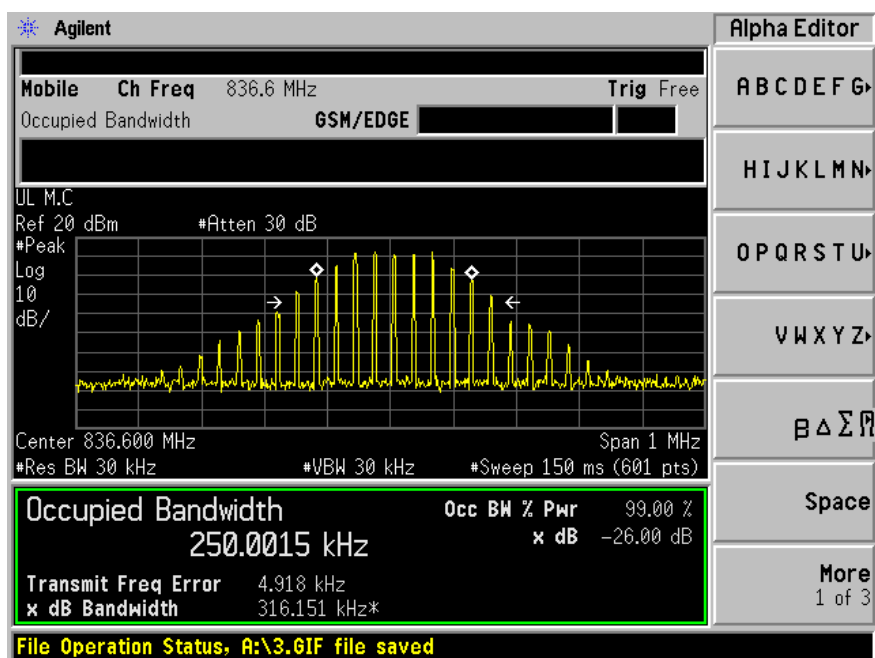 Agilent
Alpha Editor
Mobile Ch Freq 836.6 MHz Trig Free
Occupied Bandwidth GSM/EDGE
UL M.C
Ref 20 dBm #Atten 30 dB
#Peak
Log
10
dB/
Center 836.600 MHz Span 1 MHz
#Res BW 30 kHz #VBW 30 kHz #Sweep 150 ms (601 pts)
Occupied Bandwidth
250.0015 kHz
Occ BW % Pwr 99.00 %
x dB -26.00 dB
Transmit Freq Error 4.918 kHz
x dB Bandwidth 316.151 kHz*
File Operation Status, A:\3.GIF file saved
A B C D E F G
H I J K L M N
O P Q R S T U
V W X Y Z
Space
More
1 of 3